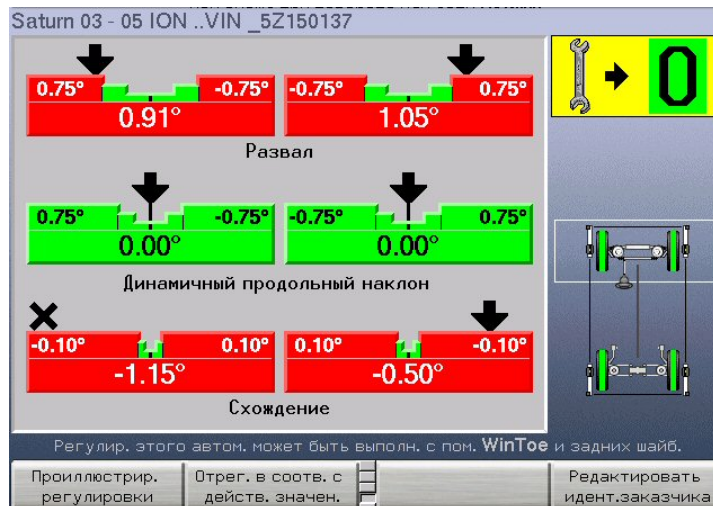 Saturn 03 - 05 ION ..VIN _5Z150137
0.75° -0.75° -0.75° 0.75°
0.91° 1.05°
Развал
0.75° -0.75° -0.75° 0.75°
0.00° 0.00°
Динамичный продольный наклон
-0.10° 0.10° 0.10° -0.10°
-1.15° -0.50°
Схождение
0
Регулир. этого автом. может быть выполн. с пом. WinToe и задних шайб.
Проиллюстрир. регулировки
Отрег. в соотв. с действ. значен.
Редактировать идент.заказчика